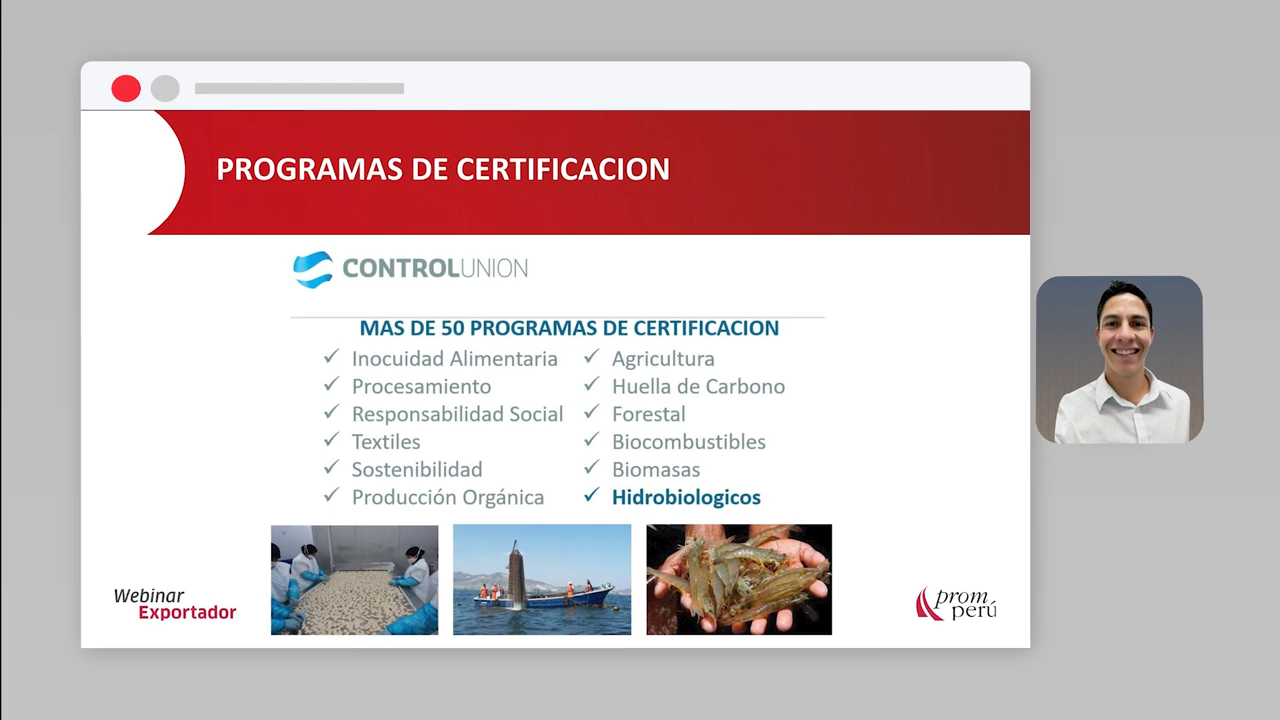 PROGRAMAS DE CERTIFICACION
CONTROLUNION
MAS DE 50 PROGRAMAS DE CERTIFICACION
✓ Inocuidad Alimentaria
✓ Procesamiento
✓ Responsabilidad Social
✓ Textiles
✓ Sostenibilidad
✓ Producción Orgánica
✓ Agricultura
✓ Huella de Carbono
✓ Forestal
✓ Biocombustibles
✓ Biomasas
✓ Hidrobiologicos
Webinar
Exportador
prom
perú